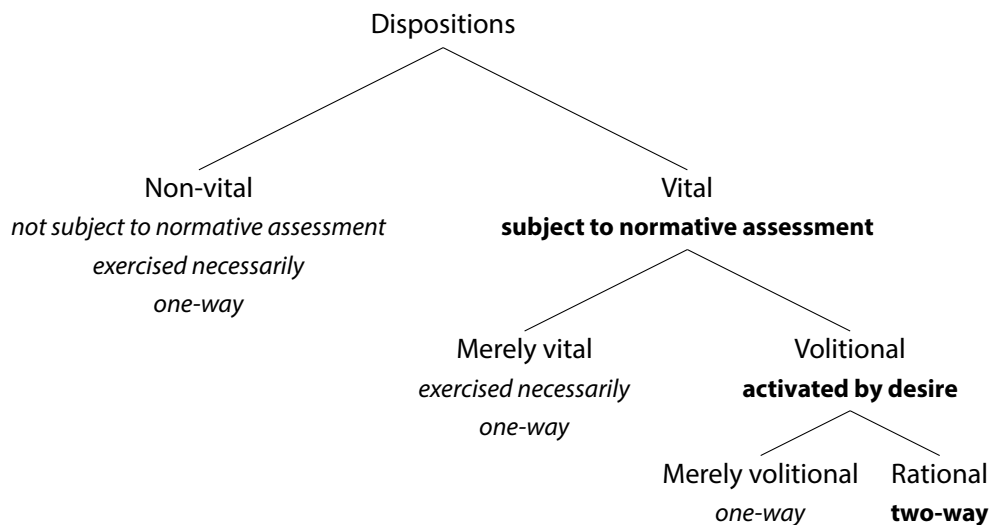 Dispositions
Non-vital
not subject to normative assessment
exercised necessarily
one-way
Vital
subject to normative assessment
Merely vital
exercised necessarily
one-way
Volitional
activated by desire
Merely volitional
one-way
Rational
two-way